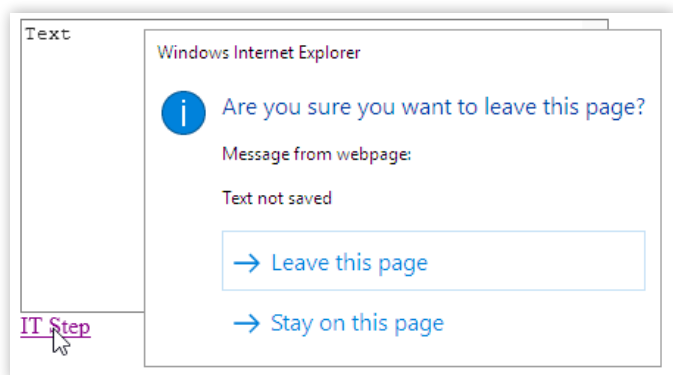 Text
Windows Internet Explorer
Are you sure you want to leave this page?
Message from webpage:
Text not saved
→ Leave this page
→ Stay on this page
IT Step